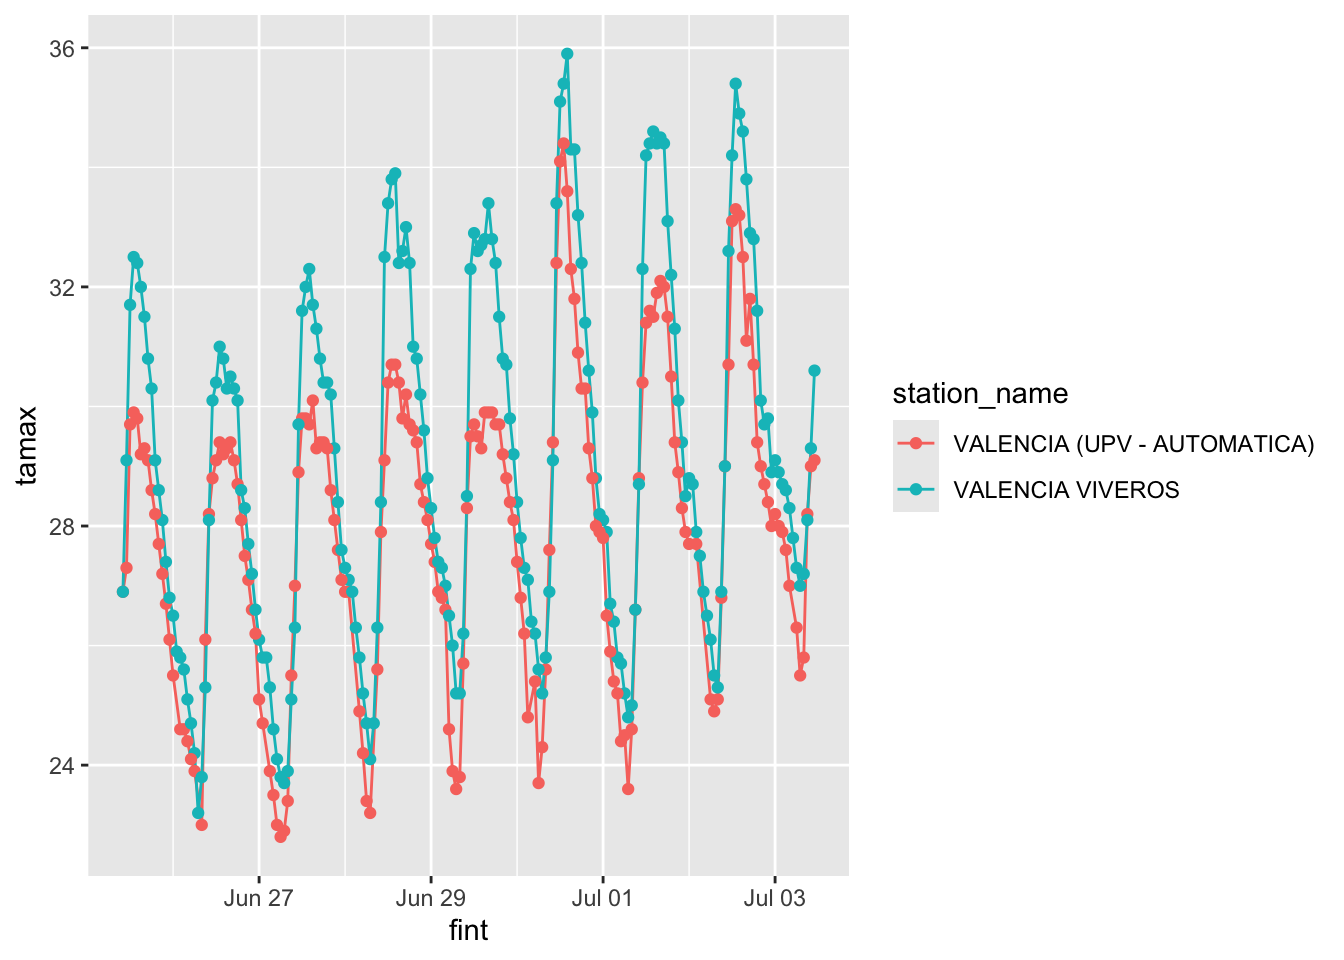 36
32
28
24
tamax
Jun 27
Jun 29
Jul 01
Jul 03
fint
station_name
VALENCIA (UPV - AUTOMATICA)
VALENCIA VIVEROS